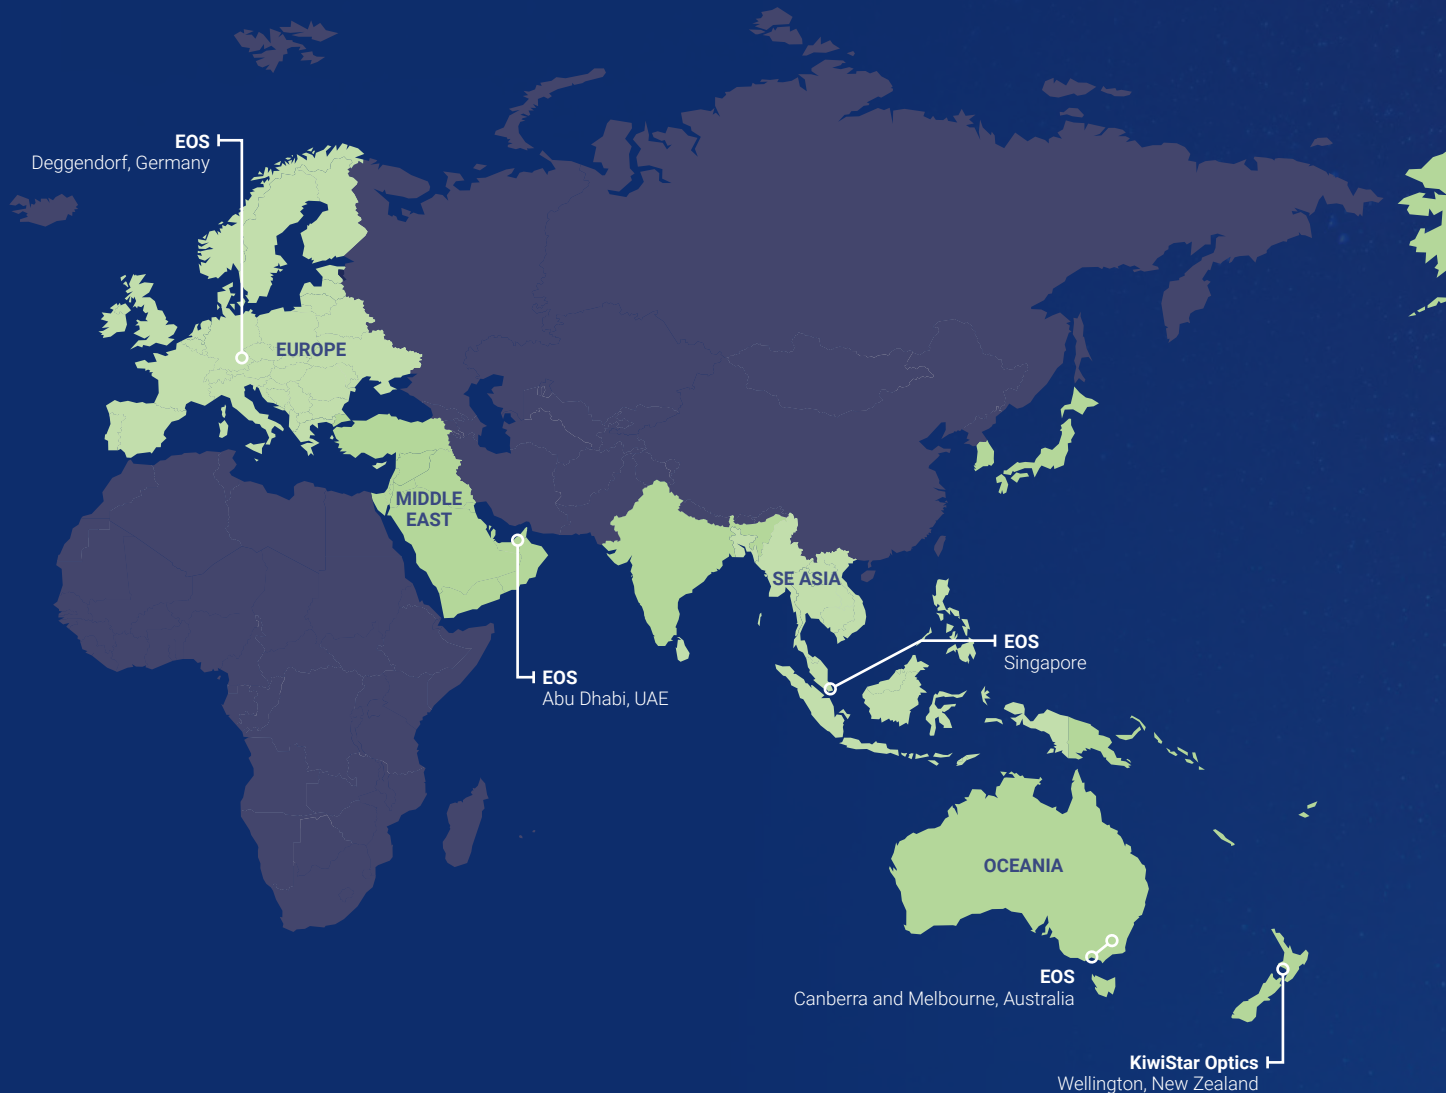 EOS
Deggendorf, Germany
EUROPE
MIDDLE
EAST
SE ASIA
EOS
Singapore
EOS
Abu Dhabi, UAE
OCEANIA
EOS
Canberra and Melbourne, Australia
KiwiStar Optics
Wellington, New Zealand